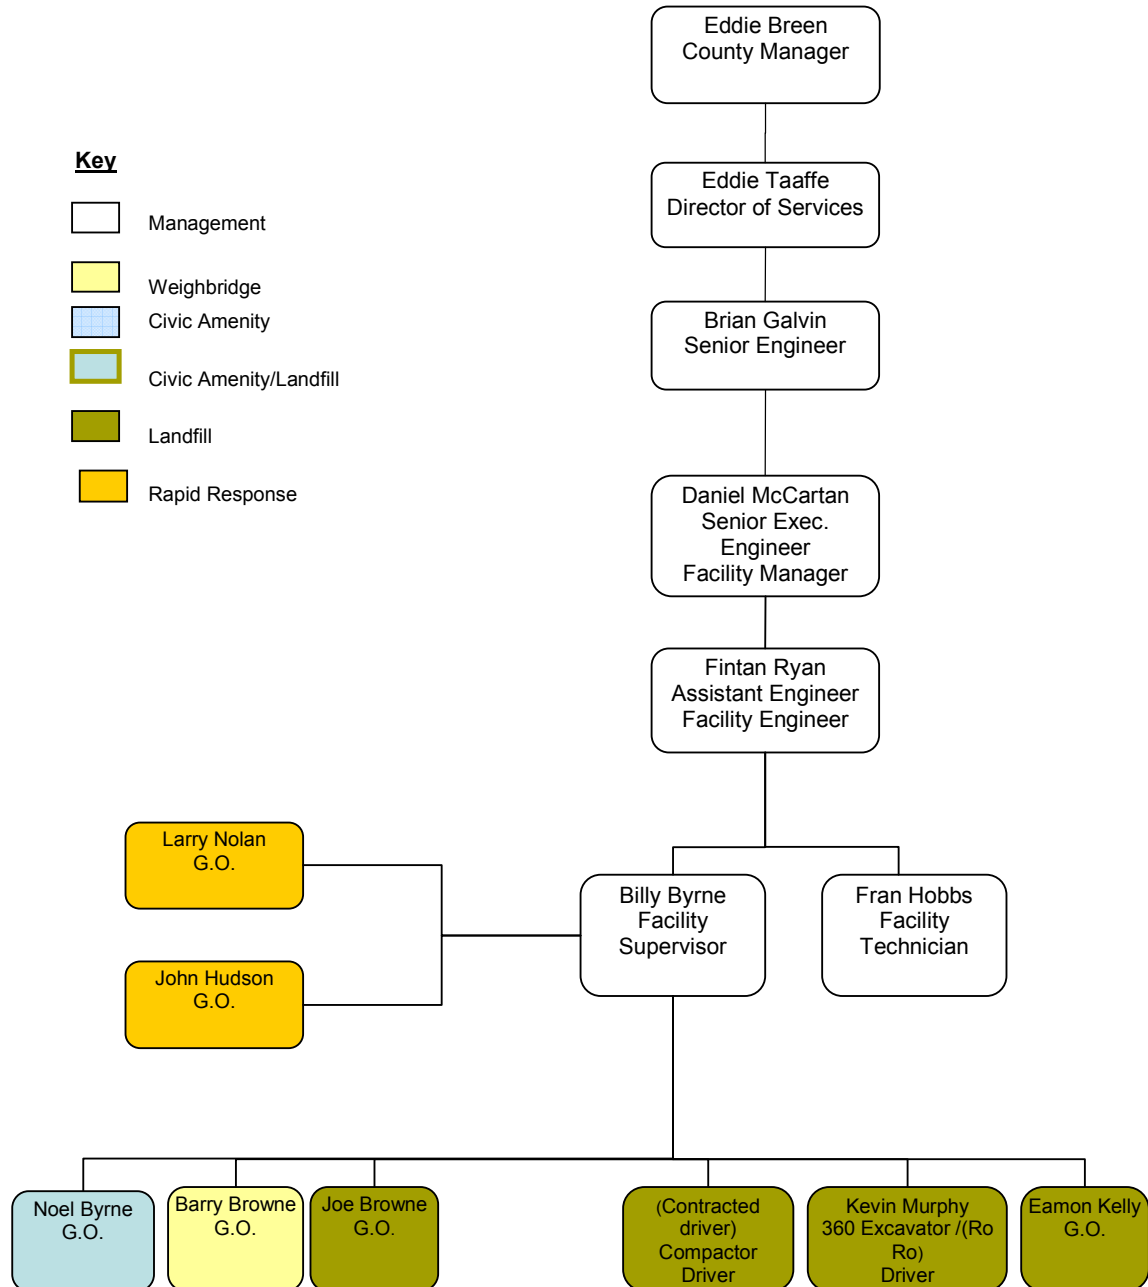 Eddie Breen
County Manager
Key
Management
Weighbridge
Civic Amenity
Civic Amenity/Landfill
Landfill
Rapid Response
Eddie Taaffe
Director of Services
Brian Galvin
Senior Engineer
Daniel McCartan
Senior Exec.
Engineer
Facility Manager
Fintan Ryan
Assistant Engineer
Facility Engineer
Larry Nolan
G.O.
John Hudson
G.O.
Billy Byrne
Facility
Supervisor
Fran Hobbs
Facility
Technician
Noel Byrne
G.O.
Barry Browne
G.O.
Joe Browne
G.O.
(Contracted
driver)
Compactor
Driver
Kevin Murphy
360 Excavator /(Ro
Ro)
Driver
Eamon Kelly
G.O.